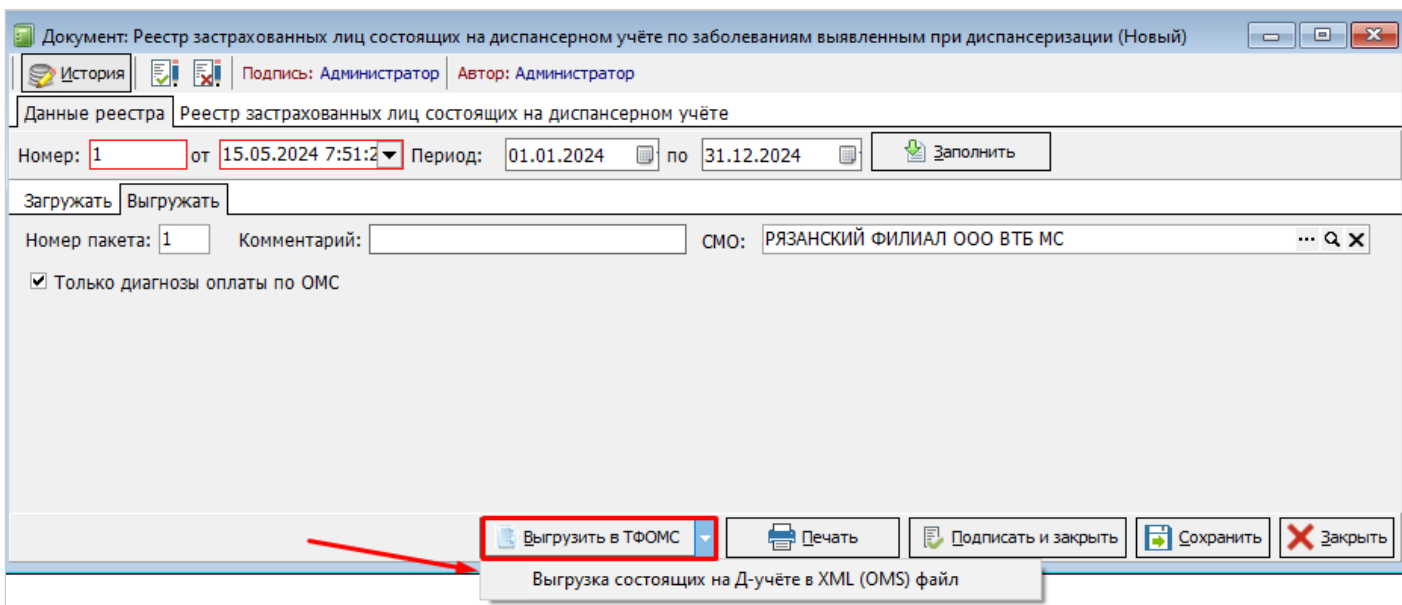 Документ: Реестр застрахованных лиц состоящих на диспансерном учёте по заболеваниям выявленным при диспансеризации (Новый)
История Подпись: Администратор Автор: Администратор
Данные реестра Реестр застрахованных лиц состоящих на диспансерном учёте
Номер: 1 от 15.05.2024 7:51:2 Период: 01.01.2024 по 31.12.2024 Заполнить
Загружать Выгружать
Номер пакета: 1 Комментарий: СМО: РЯЗАНСКИЙ ФИЛИАЛ ООО ВТБ МС ...
Только диагнозы оплаты по ОМС
Выгрузить в ТФОМС Печать Подписать и закрыть Сохранить Закрыть
Выгрузка состоящих на Д-учёте в XML (OMS) файл